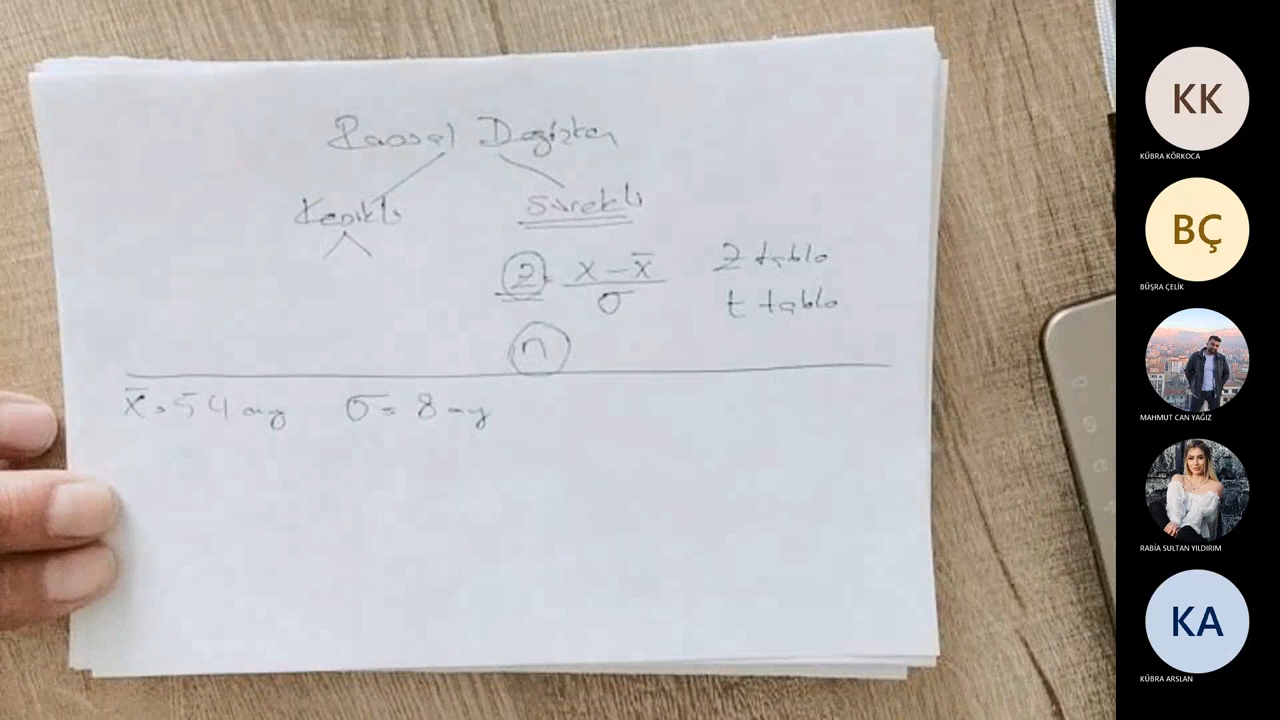 Rassal Değişken
Kesikli Sürekli
Z = x - x̄ / σ Z tablo
t tablo
n
x̄ = 54 ay σ = 8 ay
KK
KÜBRA KÖRKOCA
BÇ
BÜŞRA ÇELİK
MAHMUT CAN YAĞIZ
RABİA SULTAN YILDIRIM
KA
KÜBRA ARSLAN